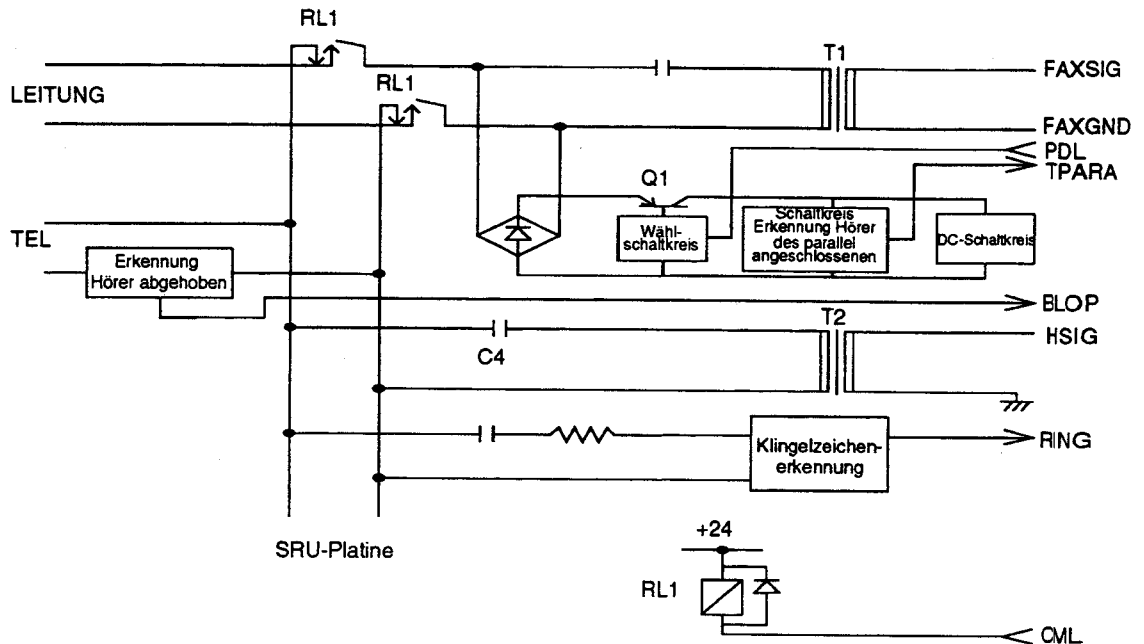 RL1
T1
FAXSIG
LEITUNG
RL1
FAXGND
PDL
TPARA
Q1
Wähl-
schaltkreis
Schaltkreis
Erkennung Hörer
des parallel
angeschlossenen
DC-Schaltkreis
TEL
Erkennung
Hörer abgehoben
BLOP
T2
HSIG
C4
Klingelzeichen-
erkennung
RING
SRU-Platine
+24
RL1
CML